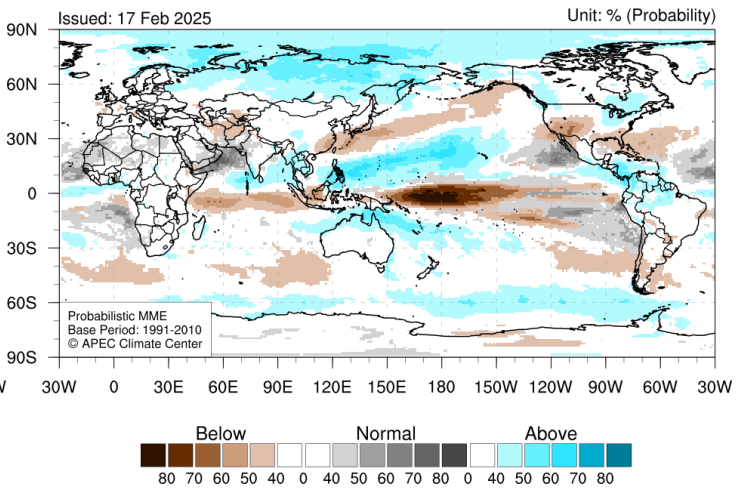 Issued: 17 Feb 2025
Unit: % (Probability)
90N
60N
30N
0
30S
60S
90S
Probabilistic MME
Base Period: 1991-2010
© APEC Climate Center
W 30W 0 30E 60E 90E 120E 150E 180 150W 120W 90W 60W 30W
Below Normal Above
80 70 60 50 40 0 40 50 60 70 80 0 40 50 60 70 80